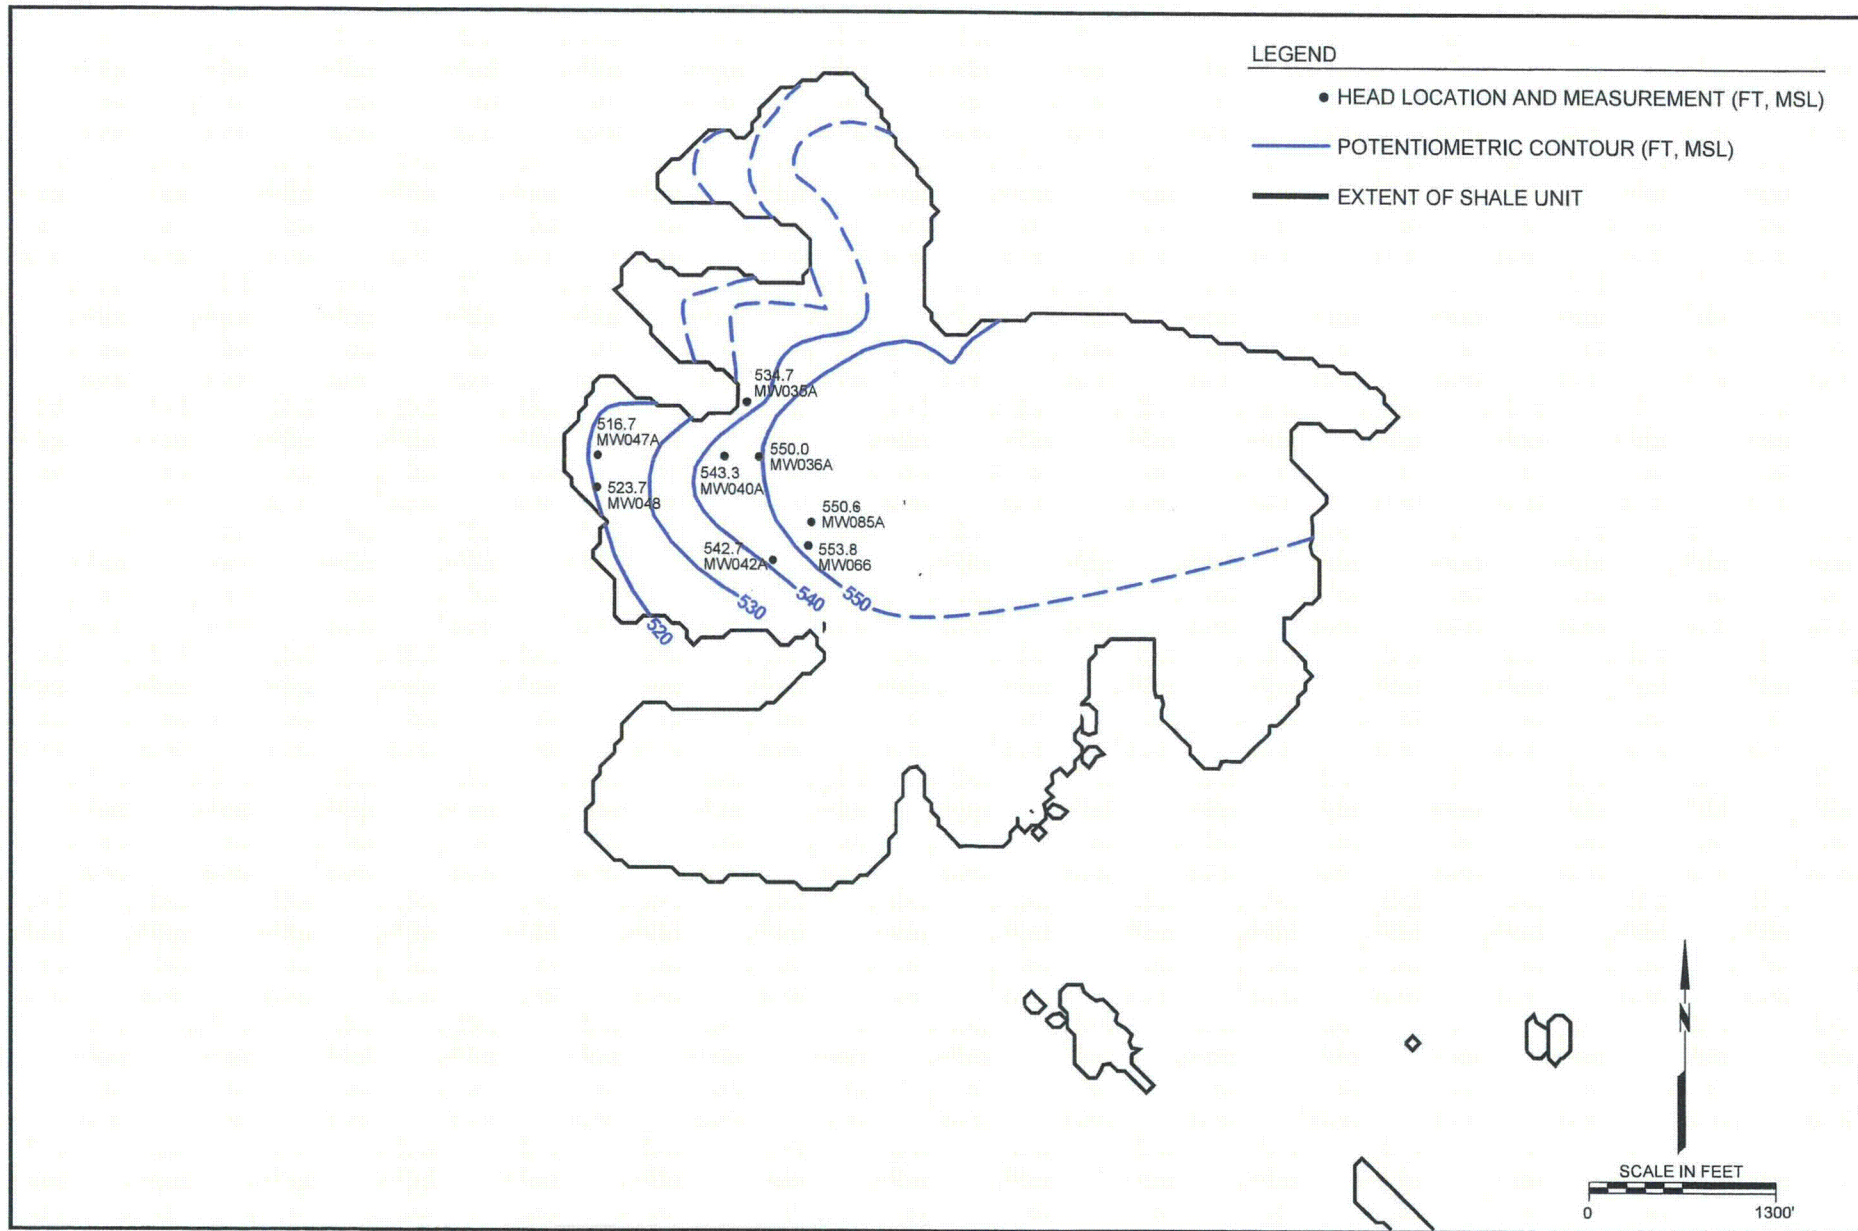 LEGEND
HEAD LOCATION AND MEASUREMENT (FT, MSL)
POTENTIOMETRIC CONTOUR (FT, MSL)
EXTENT OF SHALE UNIT
534.7
MW035A
516.7
MW047A
550.0
MW036A
543.3
MW040A
523.7
MW048
550.6
MW085A
542.7
MW042A
553.8
MW066
520
530
540
550
N
SCALE IN FEET
0 1300'